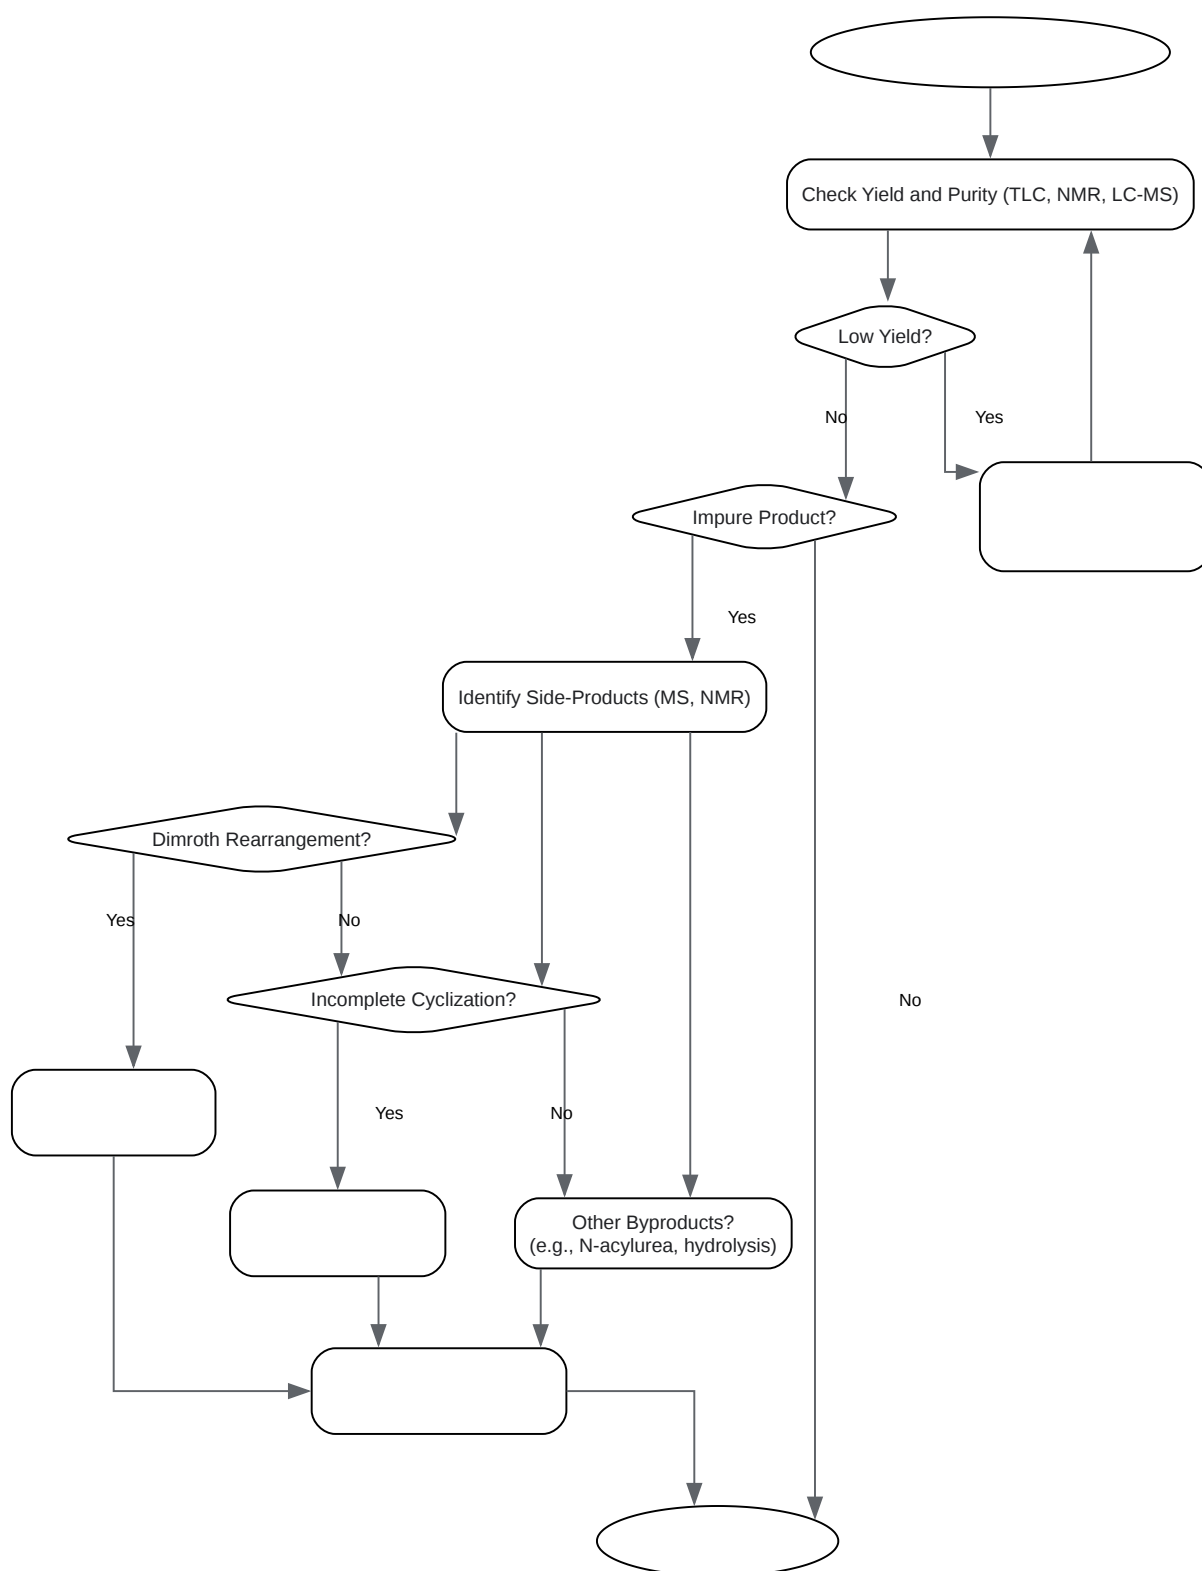 Check Yield and Purity (TLC, NMR, LC-MS)
Low Yield?
No
Yes
Impure Product?
Yes
Identify Side-Products (MS, NMR)
Dimroth Rearrangement?
Yes
No
Incomplete Cyclization?
No
Yes
No
Other Byproducts?
(e.g., N-acylurea, hydrolysis)